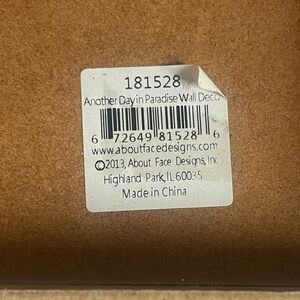 181528
Another Day in Paradise Wall Deco
6 72649 81528 6
www.aboutfacedesigns.com
©2013, About Face Designs, Inc
Highland Park, IL 60035
Made in China